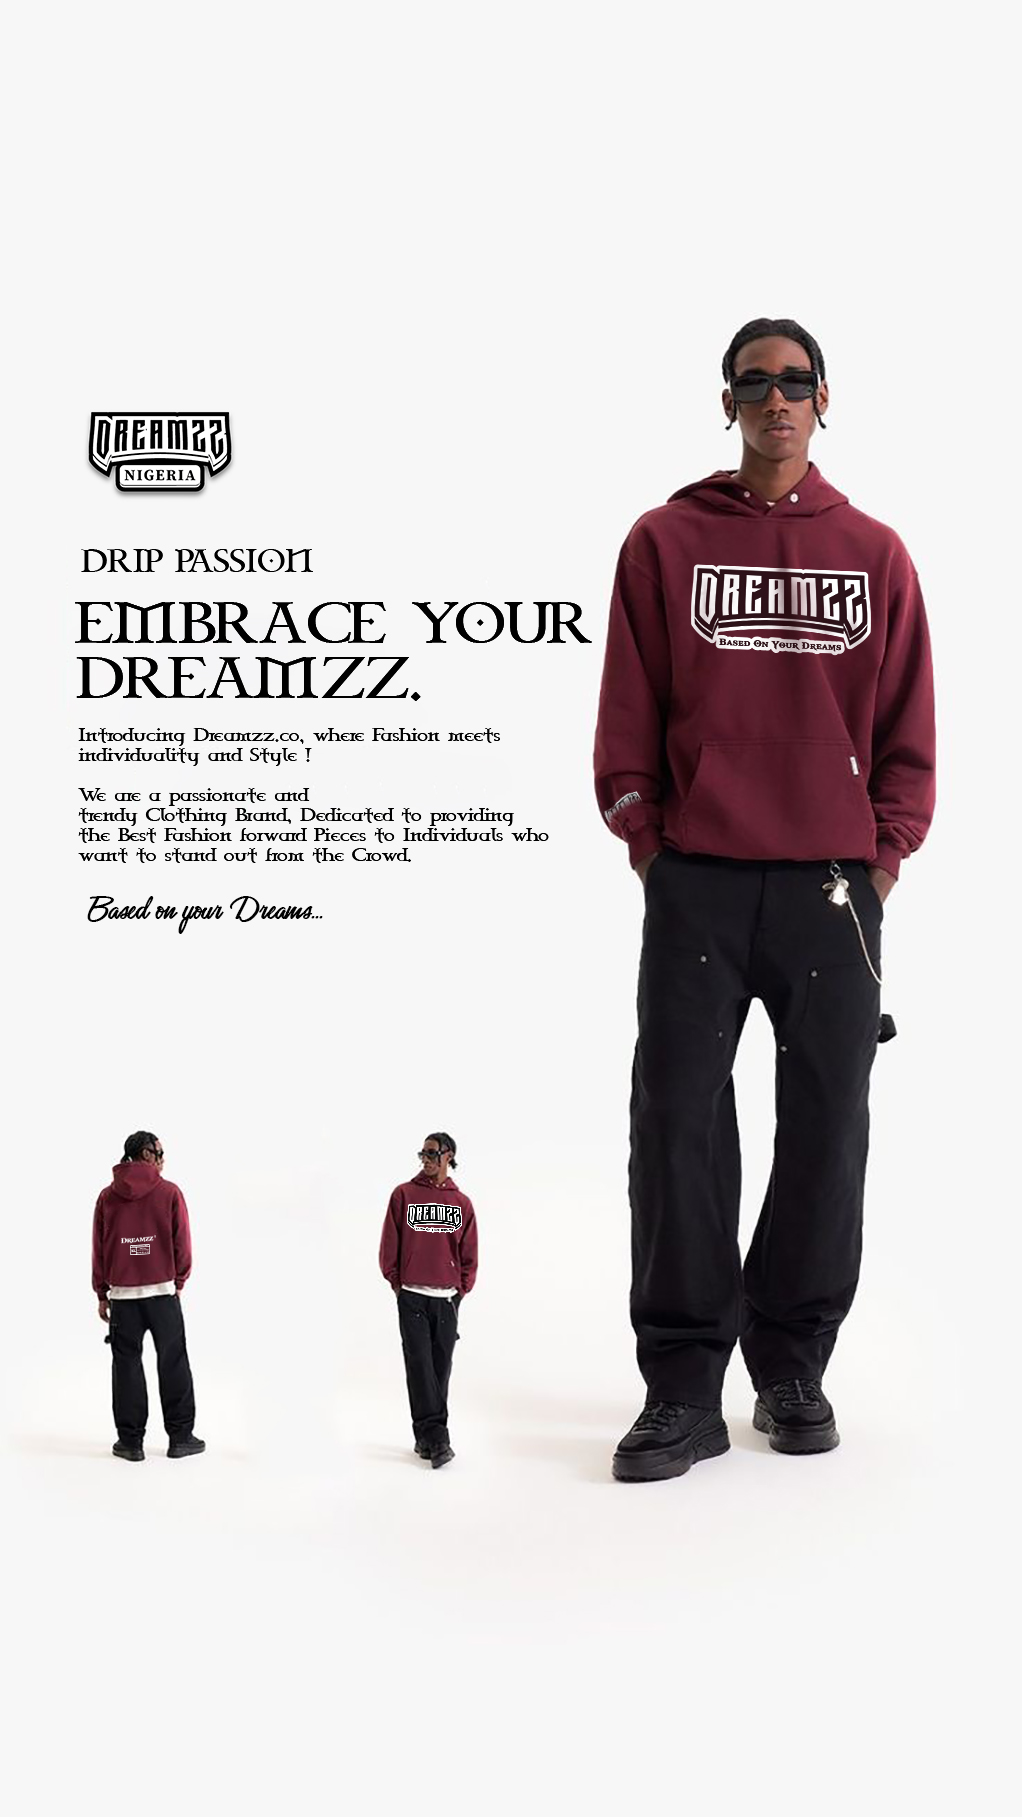 DREAMZZ
NIGERIA
DRIP PASSION
EMBRACE YOUR
DREAMZZ.
Introducing Dreamzz.co, where Fashion meets
individuality and Style !
We are a passionate and
trendy Clothing Brand, Dedicated to providing
the Best Fashion forward Pieces to Individuals who
want to stand out from the Crowd.
Based on your Dreams...
DREAMZZ
BASED ON YOUR DREAMS
DREAMZZ
DREAMZZ
DREAMZZ